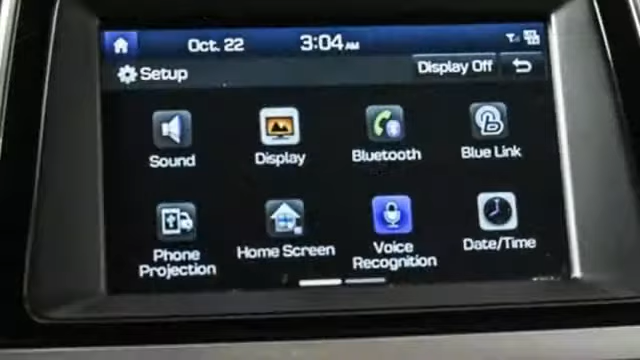 Oct. 22 3:04AM
Setup Display Off
Sound Display Bluetooth Blue Link
Phone Projection Home Screen Voice Recognition Date/Time